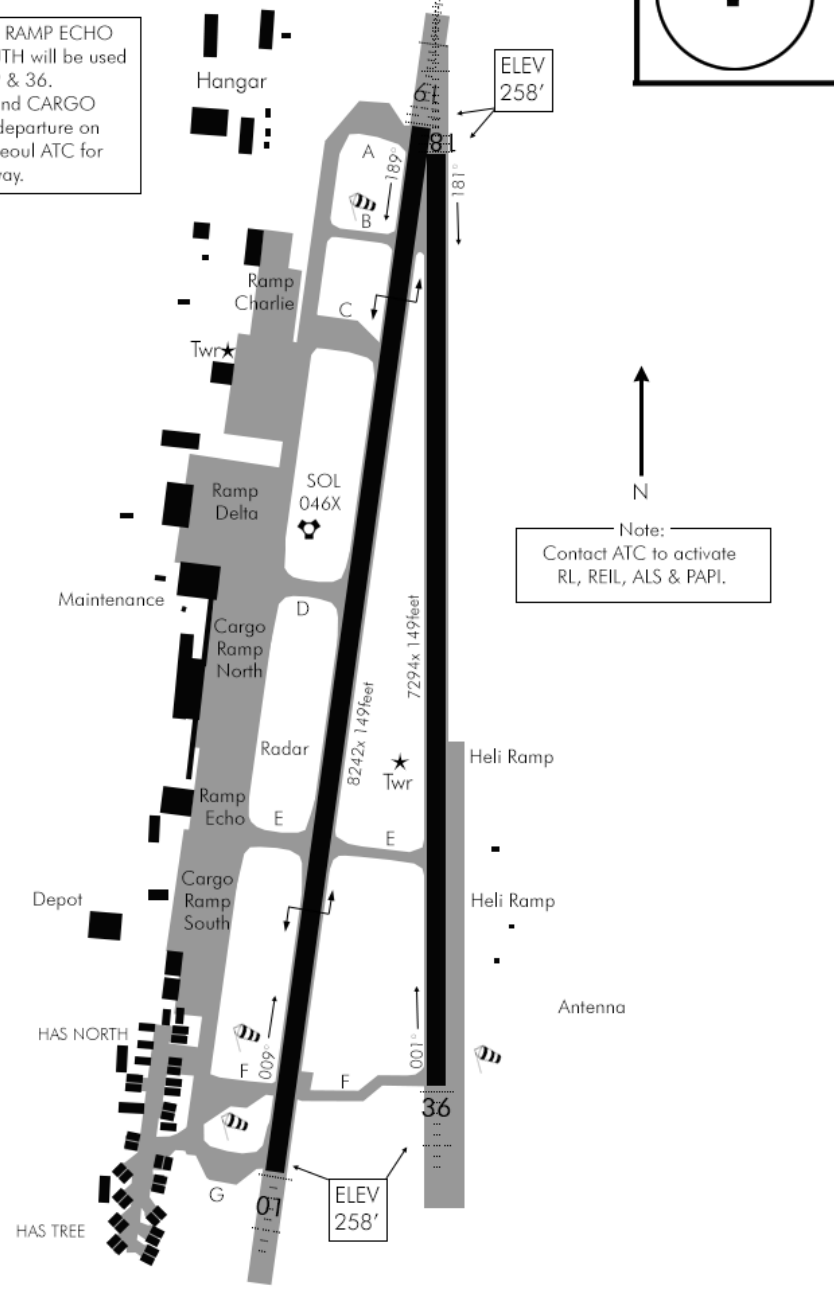 RAMP ECHO
TH will be used
& 36.
nd CARGO
departure on
eoul ATC for
ay.
Hangar
ELEV
258’
19
18
A
189°
181°
B
Ramp
Charlie
C
Twr
N
SOL
046X
Ramp
Delta
Note:
Contact ATC to activate
RL, REIL, ALS & PAPI.
Maintenance
D
Cargo
Ramp
North
7294x 149feet
8242x 149feet
Radar
Twr
Heli Ramp
Ramp
Echo
E
E
Cargo
Ramp
South
Depot
Heli Ramp
Antenna
HAS NORTH
009°
001°
F
F
36
G
01
ELEV
258’
HAS TREE